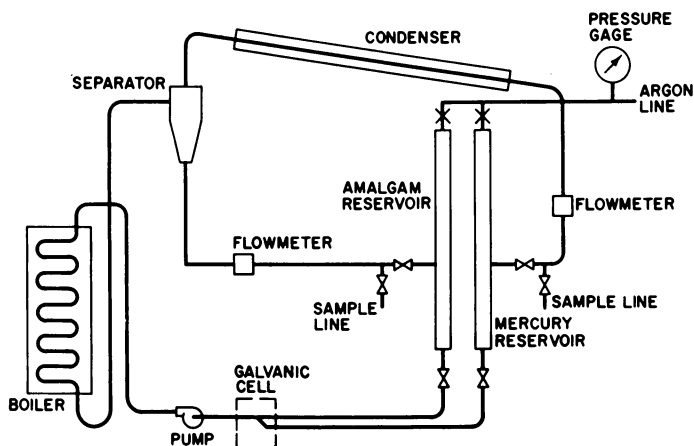 PRESSURE
GAGE
CONDENSER
SEPARATOR
ARGON
LINE
AMALGAM
RESERVOIR
FLOWMETER
FLOWMETER
SAMPLE
LINE
SAMPLE LINE
MERCURY
RESERVOIR
GALVANIC
CELL
BOILER
PUMP